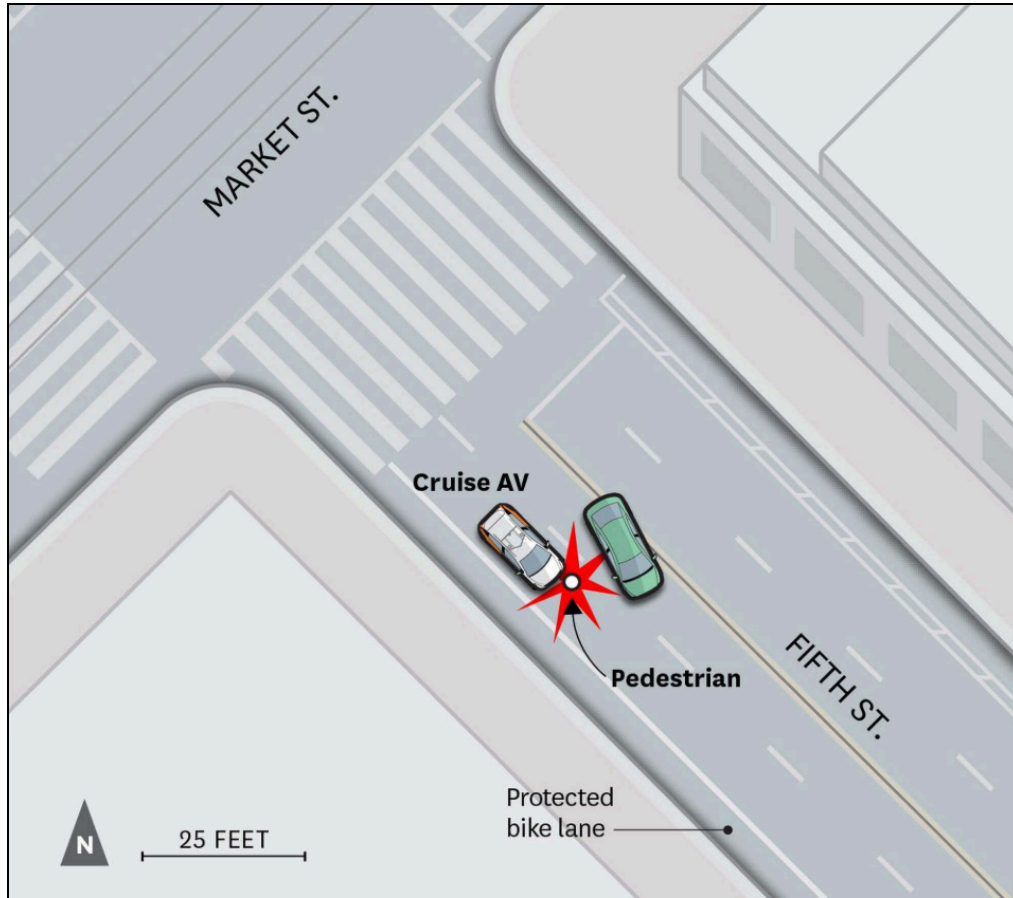 MARKET ST.
Cruise AV
Pedestrian
FIFTH ST.
Protected
bike lane
N
25 FEET